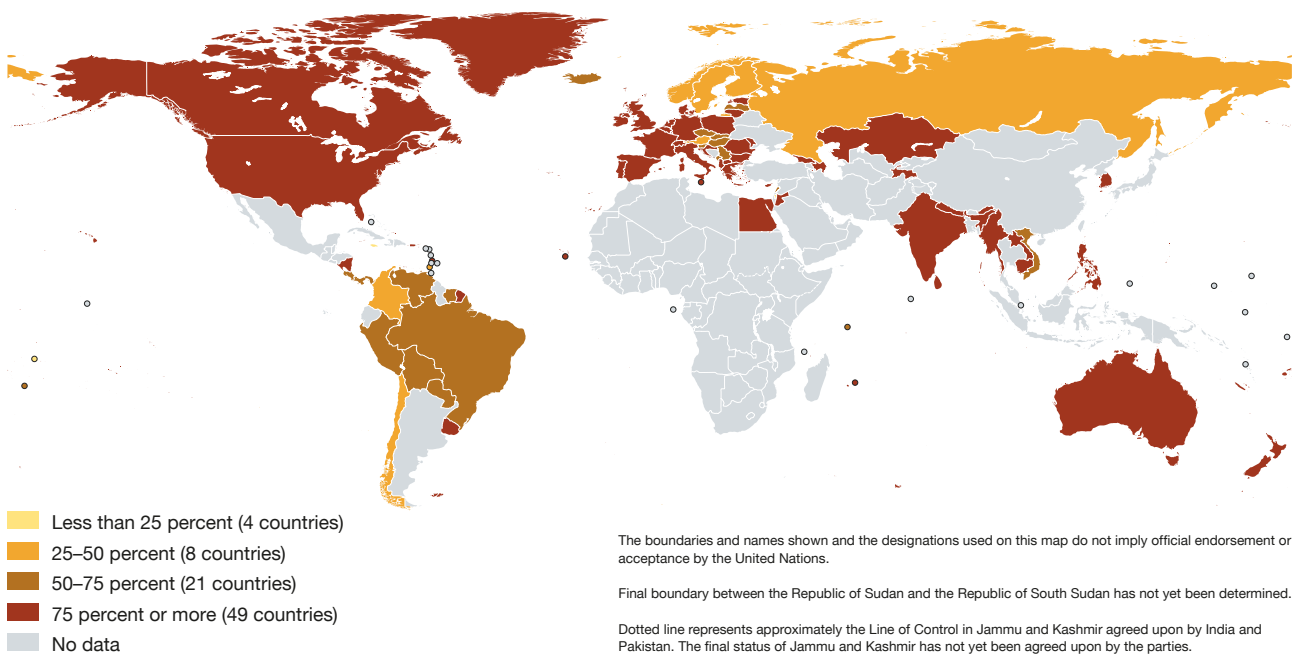 Less than 25 percent (4 countries)
25–50 percent (8 countries)
50–75 percent (21 countries)
75 percent or more (49 countries)
No data
The boundaries and names shown and the designations used on this map do not imply official endorsement or
acceptance by the United Nations.
Final boundary between the Republic of Sudan and the Republic of South Sudan has not yet been determined.
Dotted line represents approximately the Line of Control in Jammu and Kashmir agreed upon by India and
Pakistan. The final status of Jammu and Kashmir has not yet been agreed upon by the parties.